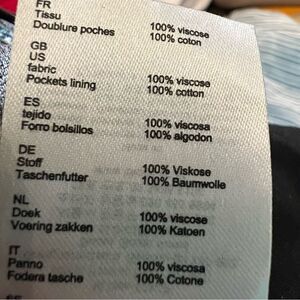 FR
Tissu 100% viscose
Doublure poches 100% coton
GB
US
fabric 100% viscose
Pockets lining 100% cotton
ES
tejido 100% viscosa
Forro bolsillos 100% algodon
DE
Stoff 100% Viskose
Taschenfutter 100% Baumwolle
NL
Doek 100% viscose
Voering zakken 100% Katoen
IT
Panno 100% viscosa
Fodera tasche 100% Cotone